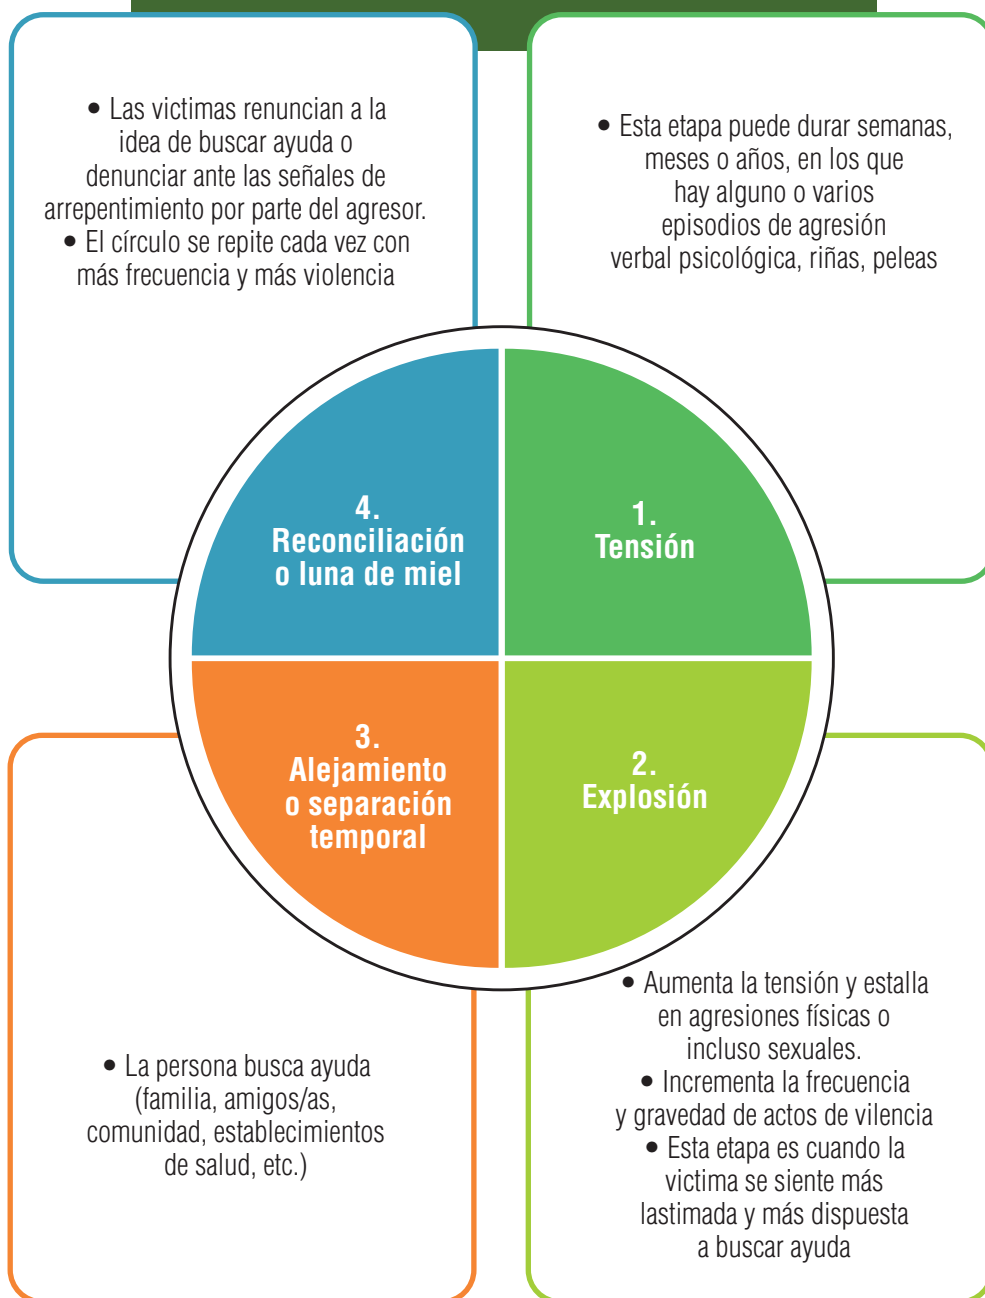 • Las victimas renuncian a la
idea de buscar ayuda o
denunciar ante las señales de
arrepentimiento por parte del agresor.
• El círculo se repite cada vez con
más frecuencia y más violencia
• Esta etapa puede durar semanas,
meses o años, en los que
hay alguno o varios
episodios de agresión
verbal psicológica, riñas, peleas
4.
Reconciliación
o luna de miel
1.
Tensión
3.
Alejamiento
o separación
temporal
2.
Explosión
• La persona busca ayuda
(familia, amigos/as,
comunidad, establecimientos
de salud, etc.)
• Aumenta la tensión y estalla
en agresiones físicas o
incluso sexuales.
• Incrementa la frecuencia
y gravedad de actos de vilencia
• Esta etapa es cuando la
victima se siente más
lastimada y más dispuesta
a buscar ayuda